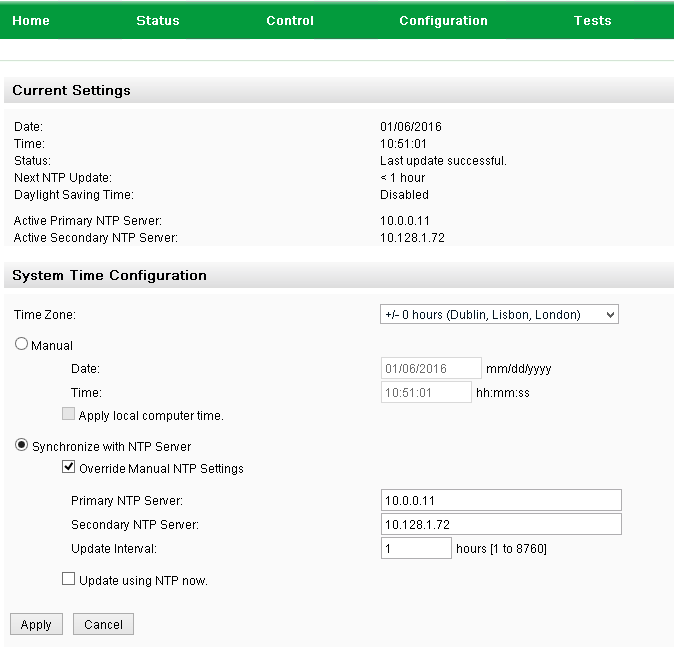 Home Status Control Configuration Tests
Current Settings
Date: 01/06/2016
Time: 10:51:01
Status: Last update successful.
Next NTP Update: < 1 hour
Daylight Saving Time: Disabled
Active Primary NTP Server: 10.0.0.11
Active Secondary NTP Server: 10.128.1.72
System Time Configuration
Time Zone: +/- 0 hours (Dublin, Lisbon, London)
Manual
Date: 01/06/2016 mm/dd/yyyy
Time: 10:51:01 hh:mm:ss
Apply local computer time.
Synchronize with NTP Server
Override Manual NTP Settings
Primary NTP Server: 10.0.0.11
Secondary NTP Server: 10.128.1.72
Update Interval: 1 hours [1 to 8760]
Update using NTP now.
Apply Cancel